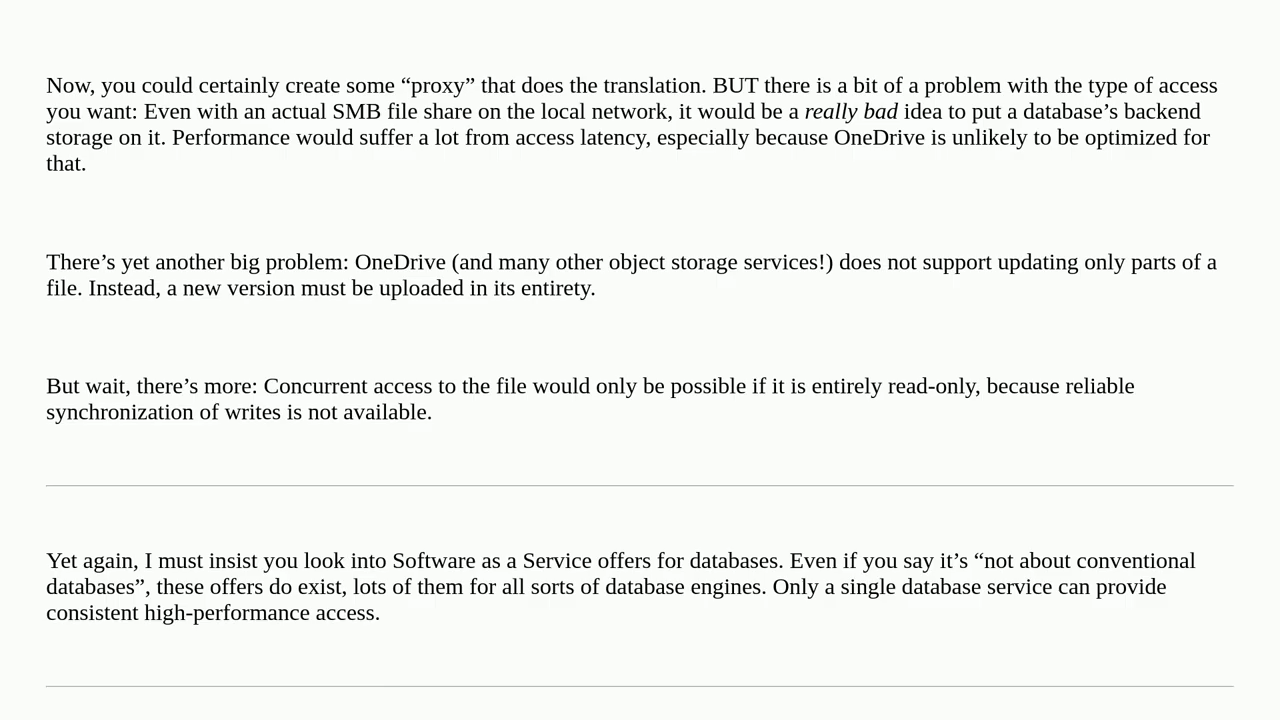 Now, you could certainly create some “proxy” that does the translation. BUT there is a bit of a problem with the type of access
you want: Even with an actual SMB file share on the local network, it would be a really bad idea to put a database’s backend
storage on it. Performance would suffer a lot from access latency, especially because OneDrive is unlikely to be optimized for
that.
There’s yet another big problem: OneDrive (and many other object storage services!) does not support updating only parts of a
file. Instead, a new version must be uploaded in its entirety.
But wait, there’s more: Concurrent access to the file would only be possible if it is entirely read-only, because reliable
synchronization of writes is not available.
Yet again, I must insist you look into Software as a Service offers for databases. Even if you say it’s “not about conventional
databases”, these offers do exist, lots of them for all sorts of database engines. Only a single database service can provide
consistent high-performance access.